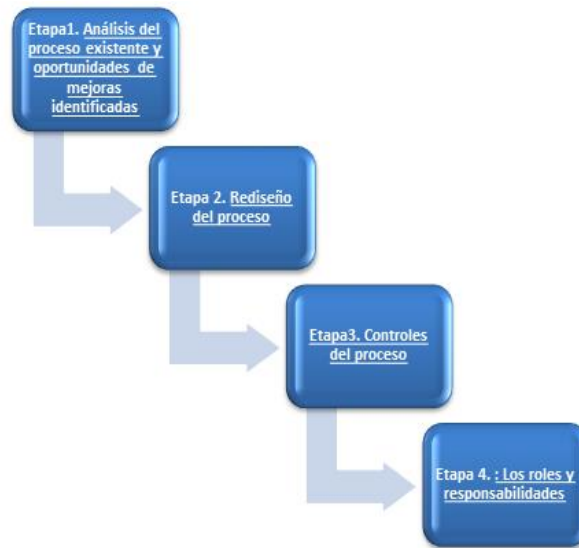 Etapa1. Análisis del
proceso existente y
oportunidades de
mejoras
identificadas
Etapa 2. Rediseño
del proceso
Etapa3. Controles
del proceso
Etapa 4. : Los roles y
responsabilidades